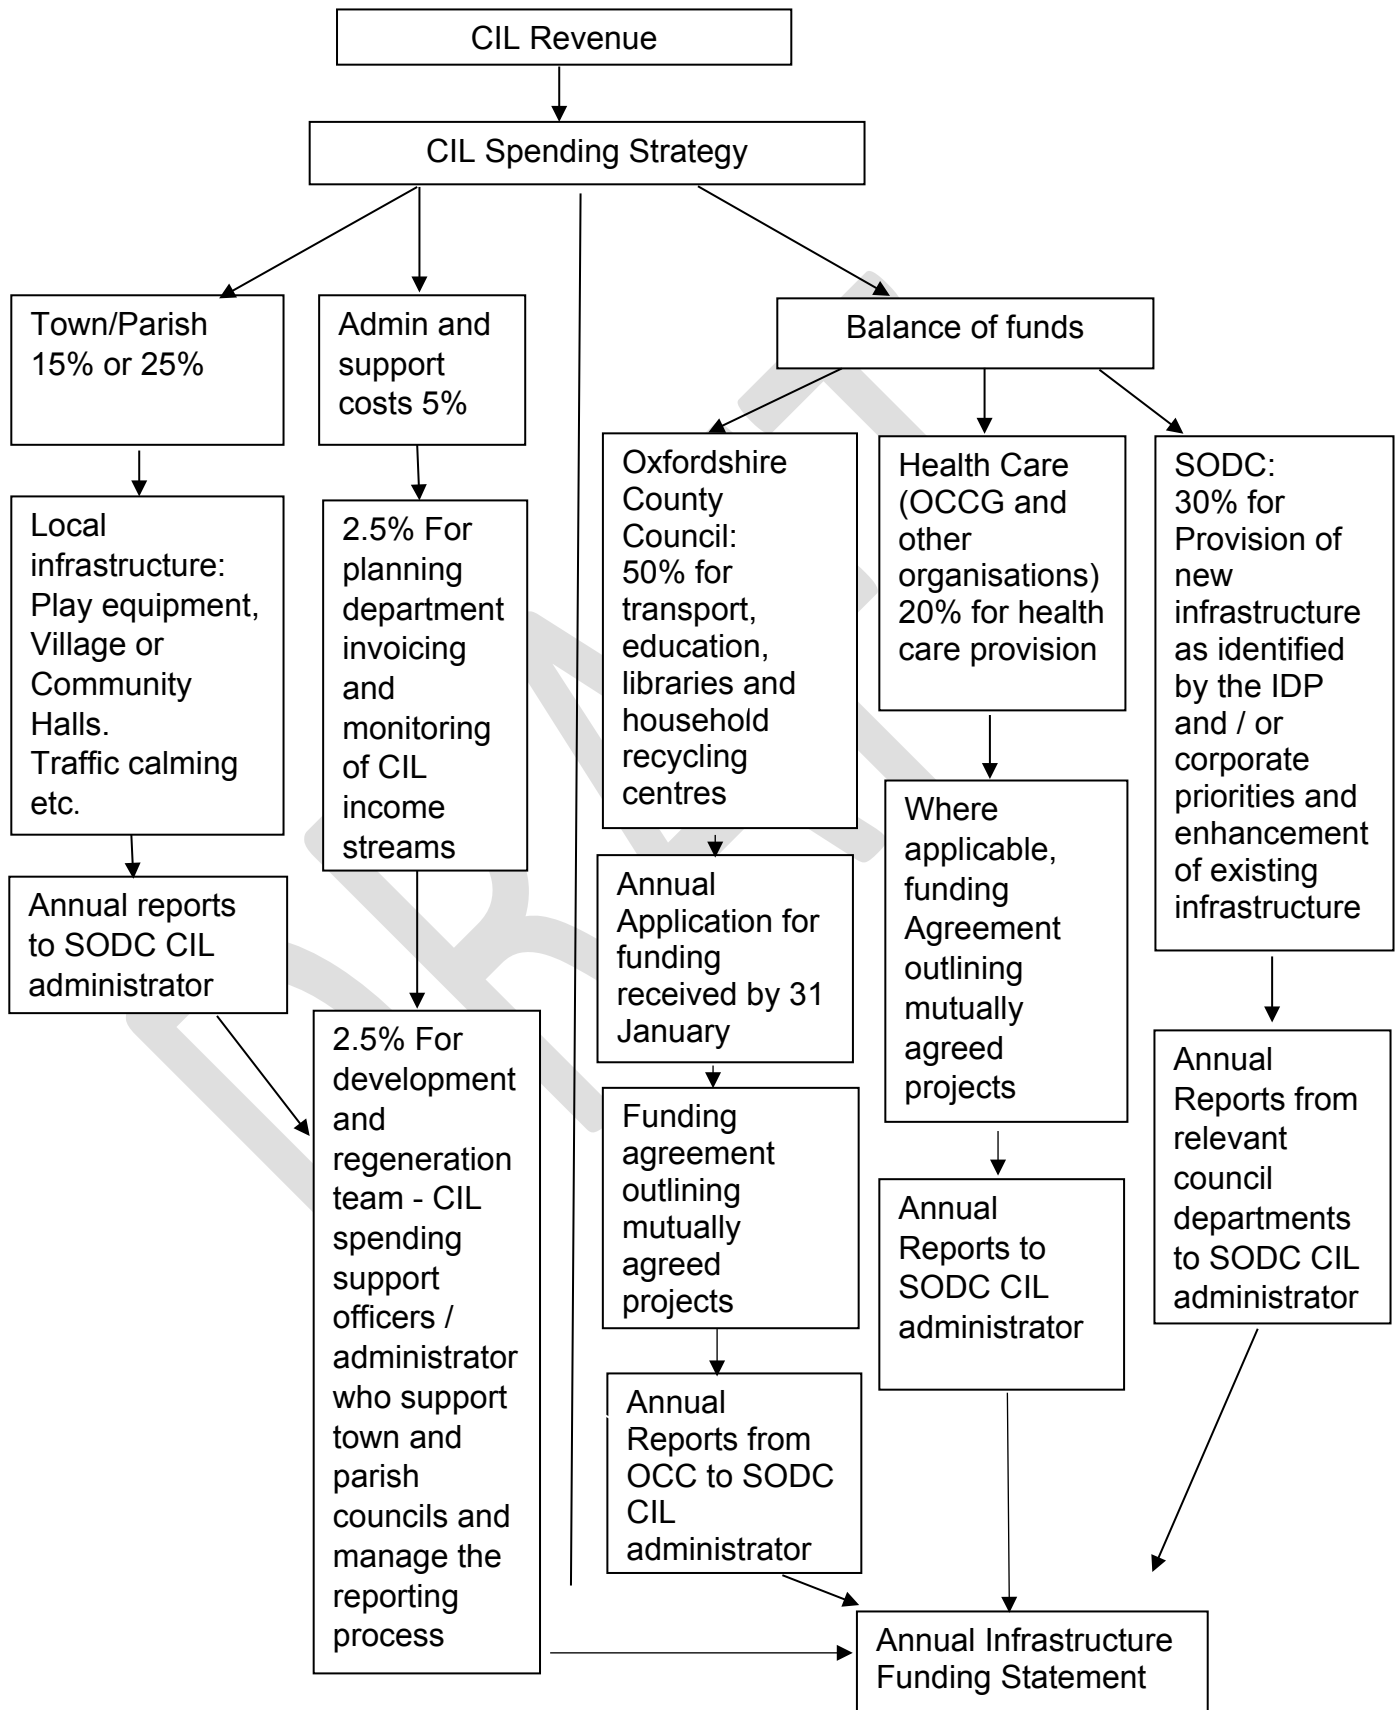 CIL Revenue
CIL Spending Strategy
Town/Parish
15% or 25%
Admin and
support
costs 5%
Balance of funds
Local
infrastructure:
Play equipment,
Village or
Community
Halls.
Traffic calming
etc.
2.5% For
planning
department
invoicing
and
monitoring
of CIL
income
streams
Oxfordshire
County
Council:
50% for
transport,
education,
libraries and
household
recycling
centres
Health Care
(OCCG and
other
organisations)
20% for health
care provision
SODC:
30% for
Provision of
new
infrastructure
as identified
by the IDP
and / or
corporate
priorities and
enhancement
of existing
infrastructure
Annual reports
to SODC CIL
administrator
2.5% For
development
and
regeneration
team - CIL
spending
support
officers /
administrator
who support
town and
parish
councils and
manage the
reporting
process
Annual
Application for
funding
received by 31
January
Where
applicable,
funding
Agreement
outlining
mutually
agreed
projects
Annual
Reports from
relevant
council
departments
to SODC CIL
administrator
Funding
agreement
outlining
mutually
agreed
projects
Annual
Reports to
SODC CIL
administrator
Annual
Reports from
OCC to SODC
CIL
administrator
Annual Infrastructure
Funding Statement
DRAFT